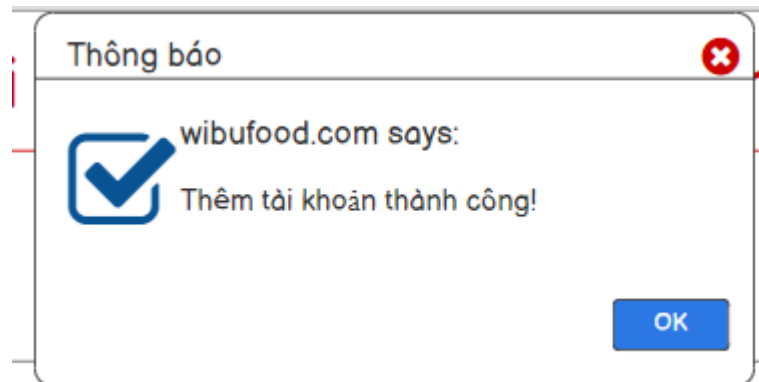 Thông báo
wibufood.com says:
Thêm tài khoản thành công!
OK